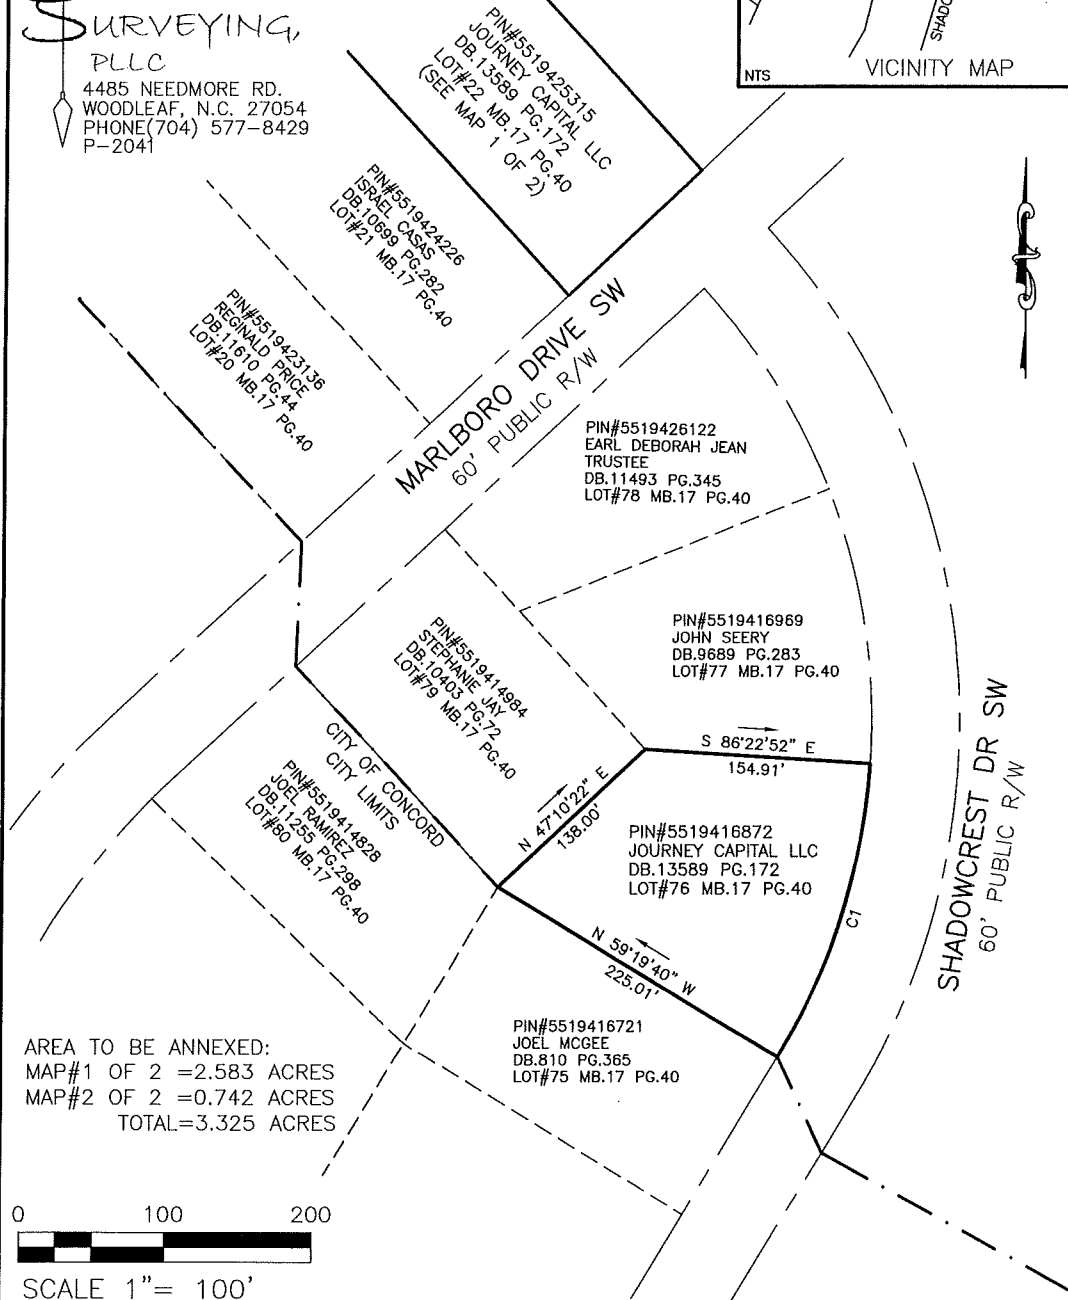 SURVEYING,
PLLC
4485 NEEDMORE RD.
WOODLEAF, N.C. 27054
PHONE(704) 577-8429
P-2041
NTS
VICINITY MAP
PIN#5519425315
JOURNEY CAPITAL LLC
DB.13589 PG.172
LOT#22 MB.17 PG.40
(SEE MAP 1 OF 2)
PIN#5519424226
ISRAEL CASAS
DB.10699 PG.282
LOT#21 MB.17 PG.40
PIN#5519423136
REGINALD PRICE
DB.11610 PG.44
LOT#20 MB.17 PG.40
MARLBORO DRIVE SW
60' PUBLIC R/W
PIN#5519426122
EARL DEBORAH JEAN
TRUSTEE
DB.11493 PG.345
LOT#78 MB.17 PG.40
PIN#5519416969
JOHN SEERY
DB.9689 PG.283
LOT#77 MB.17 PG.40
PIN#5519414984
STEPHANIE JAY
DB.10403 PG.72
LOT#79 MB.17 PG.40
CITY OF CONCORD
CITY LIMITS
PIN#5519414828
JOEL RAMIREZ
DB.11255 PG.298
LOT#80 MB.17 PG.40
S 86°22'52" E
154.91'
N 47°10'22" E
138.00'
PIN#5519416872
JOURNEY CAPITAL LLC
DB.13589 PG.172
LOT#76 MB.17 PG.40
C1
SHADOWCREST DR SW
60' PUBLIC R/W
N 59°19'40" W
225.01'
PIN#5519416721
JOEL MCGEE
DB.810 PG.365
LOT#75 MB.17 PG.40
AREA TO BE ANNEXED:
MAP#1 OF 2 =2.583 ACRES
MAP#2 OF 2 =0.742 ACRES
TOTAL=3.325 ACRES
0 100 200
SCALE 1"= 100'